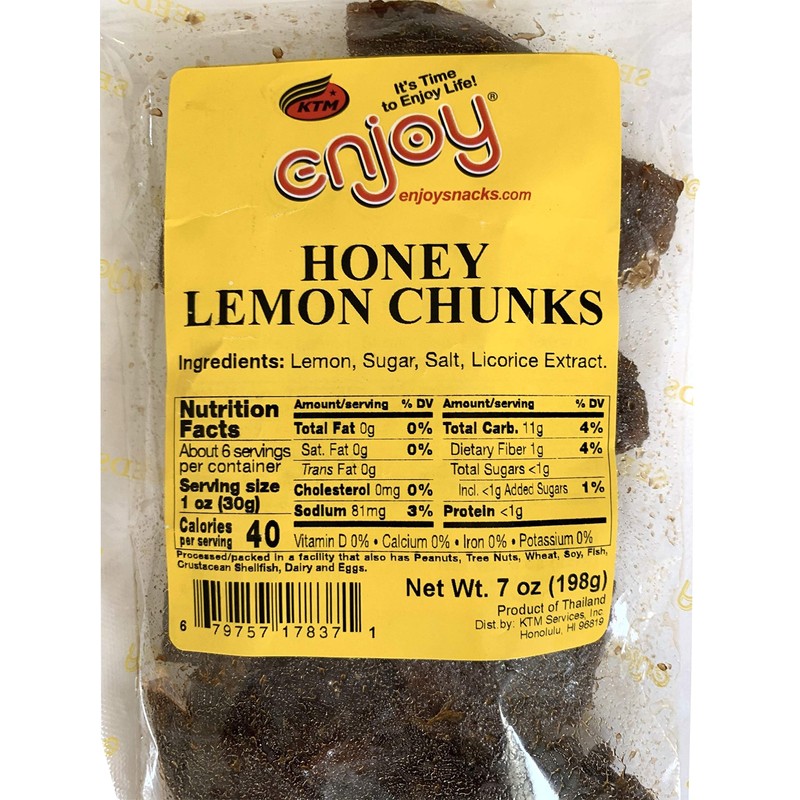 KTM
It's Time
to Enjoy Life!
enjoy®
enjoysnacks.com
HONEY
LEMON CHUNKS
Ingredients: Lemon, Sugar, Salt, Licorice Extract.
Nutrition
Facts
About 6 servings
per container
Serving size
1 oz (30g)
Calories
per serving 40
Amount/serving % DV
Total Fat 0g 0%
Sat. Fat 0g 0%
Trans Fat 0g
Cholesterol 0mg 0%
Sodium 81mg 3%
Amount/serving % DV
Total Carb. 11g 4%
Dietary Fiber 1g 4%
Total Sugars <1g
Incl. <1g Added Sugars 1%
Protein <1g
Vitamin D 0% • Calcium 0% • Iron 0% • Potassium 0%
Processed/packed in a facility that also has Peanuts, Tree Nuts, Wheat, Soy, Fish,
Crustacean Shellfish, Dairy and Eggs.
6 79757 17837 1
Net Wt. 7 oz (198g)
Product of Thailand
Dist.by: KTM Services, Inc.
Honolulu, HI 96819